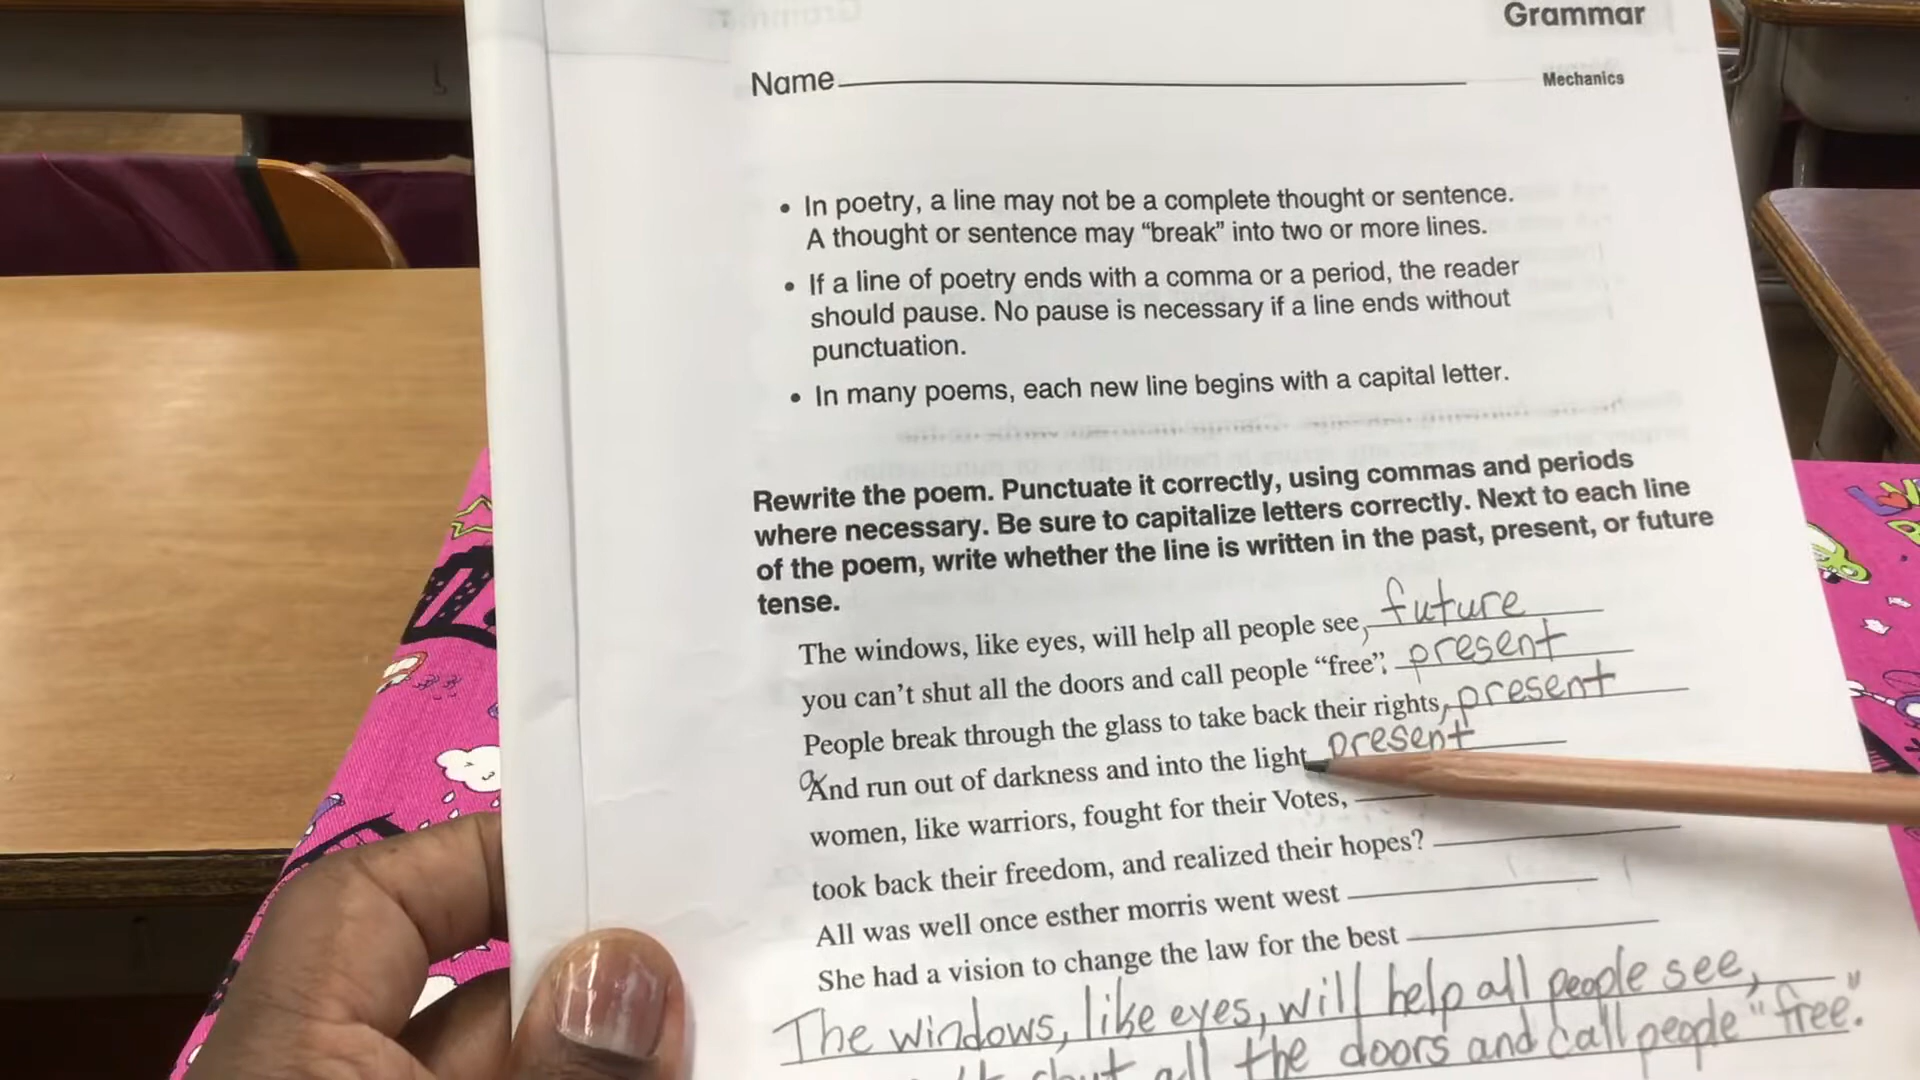 Grammar
Name
Mechanics
• In poetry, a line may not be a complete thought or sentence.
A thought or sentence may “break” into two or more lines.
• If a line of poetry ends with a comma or a period, the reader
should pause. No pause is necessary if a line ends without
punctuation.
• In many poems, each new line begins with a capital letter.
Rewrite the poem. Punctuate it correctly, using commas and periods
where necessary. Be sure to capitalize letters correctly. Next to each line
of the poem, write whether the line is written in the past, present, or future
tense.
The windows, like eyes, will help all people see, future
you can’t shut all the doors and call people “free”. present
People break through the glass to take back their rights, present
And run out of darkness and into the light present
women, like warriors, fought for their Votes,
took back their freedom, and realized their hopes?
All was well once esther morris went west
She had a vision to change the law for the best
The windows, like eyes, will help all people see,
shut all the doors and call people "free."